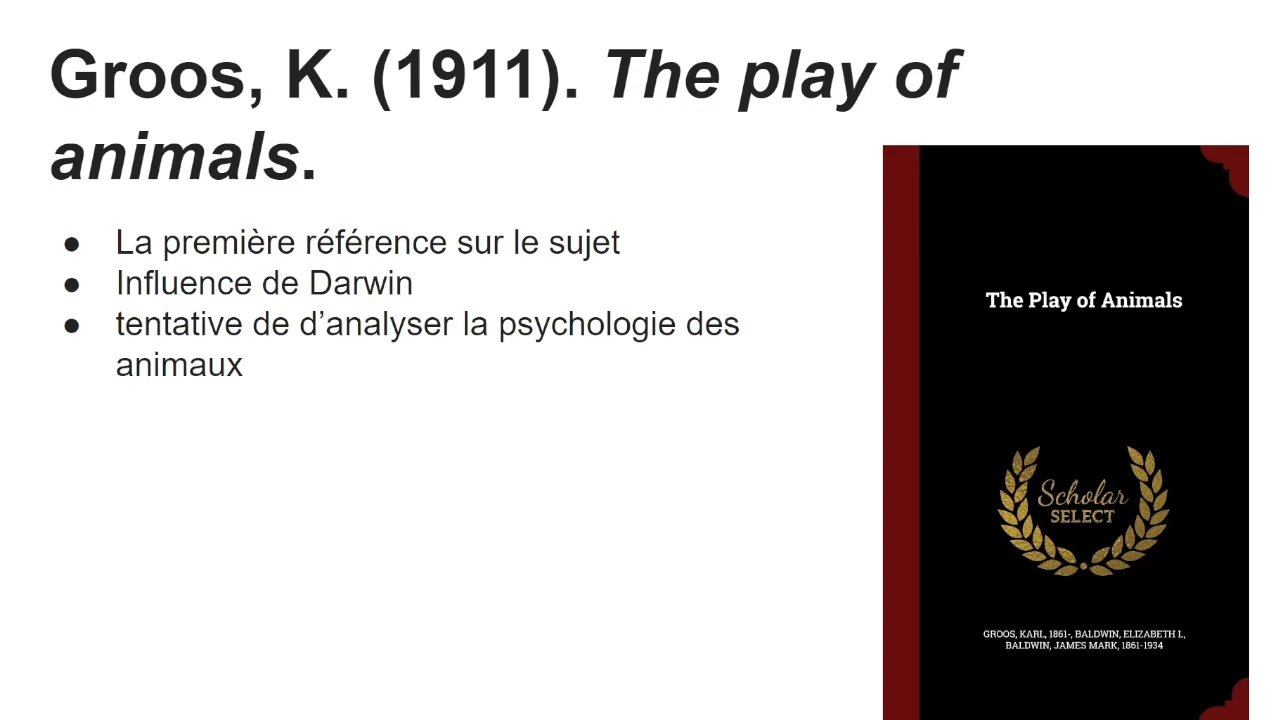 Groos, K. (1911). The play of
animals.
● La première référence sur le sujet
● Influence de Darwin
● tentative de d’analyser la psychologie des
animaux
The Play of Animals
Scholar
SELECT
GROOS, KARL, 1861-, BALDWIN, ELIZABETH L,
BALDWIN, JAMES MARK, 1861-1934